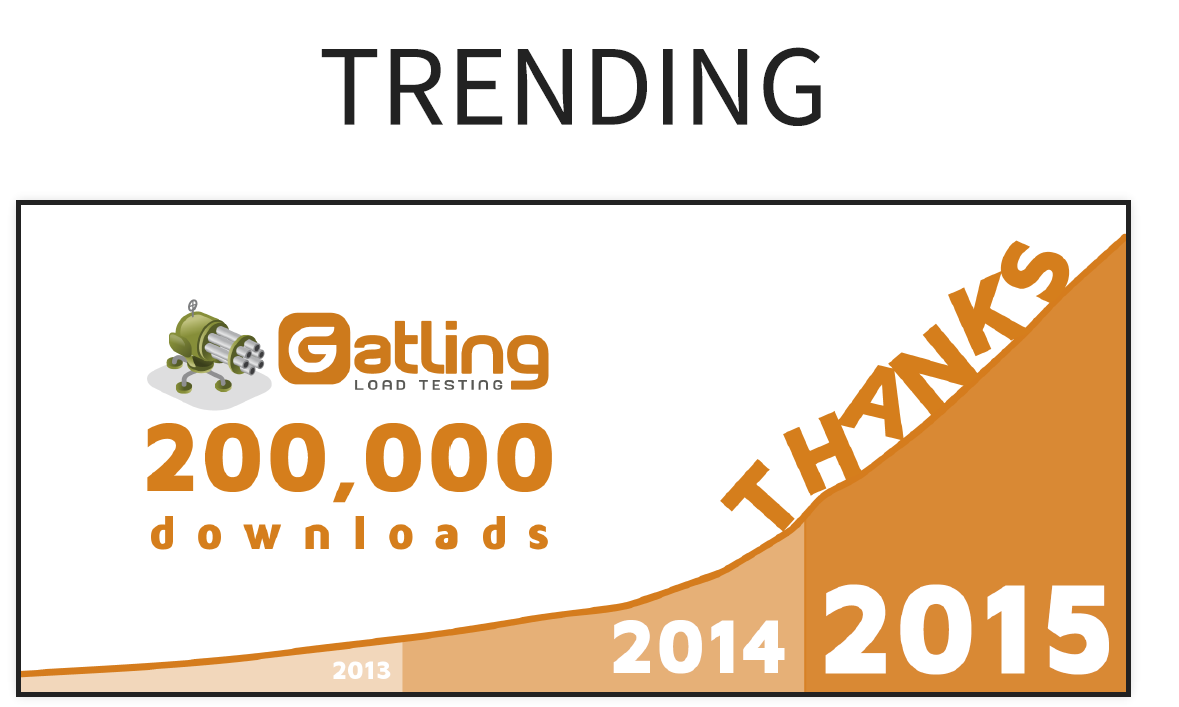 TRENDING
Gatling
LOAD TESTING
200,000
downloads
THANKS
2013
2014
2015